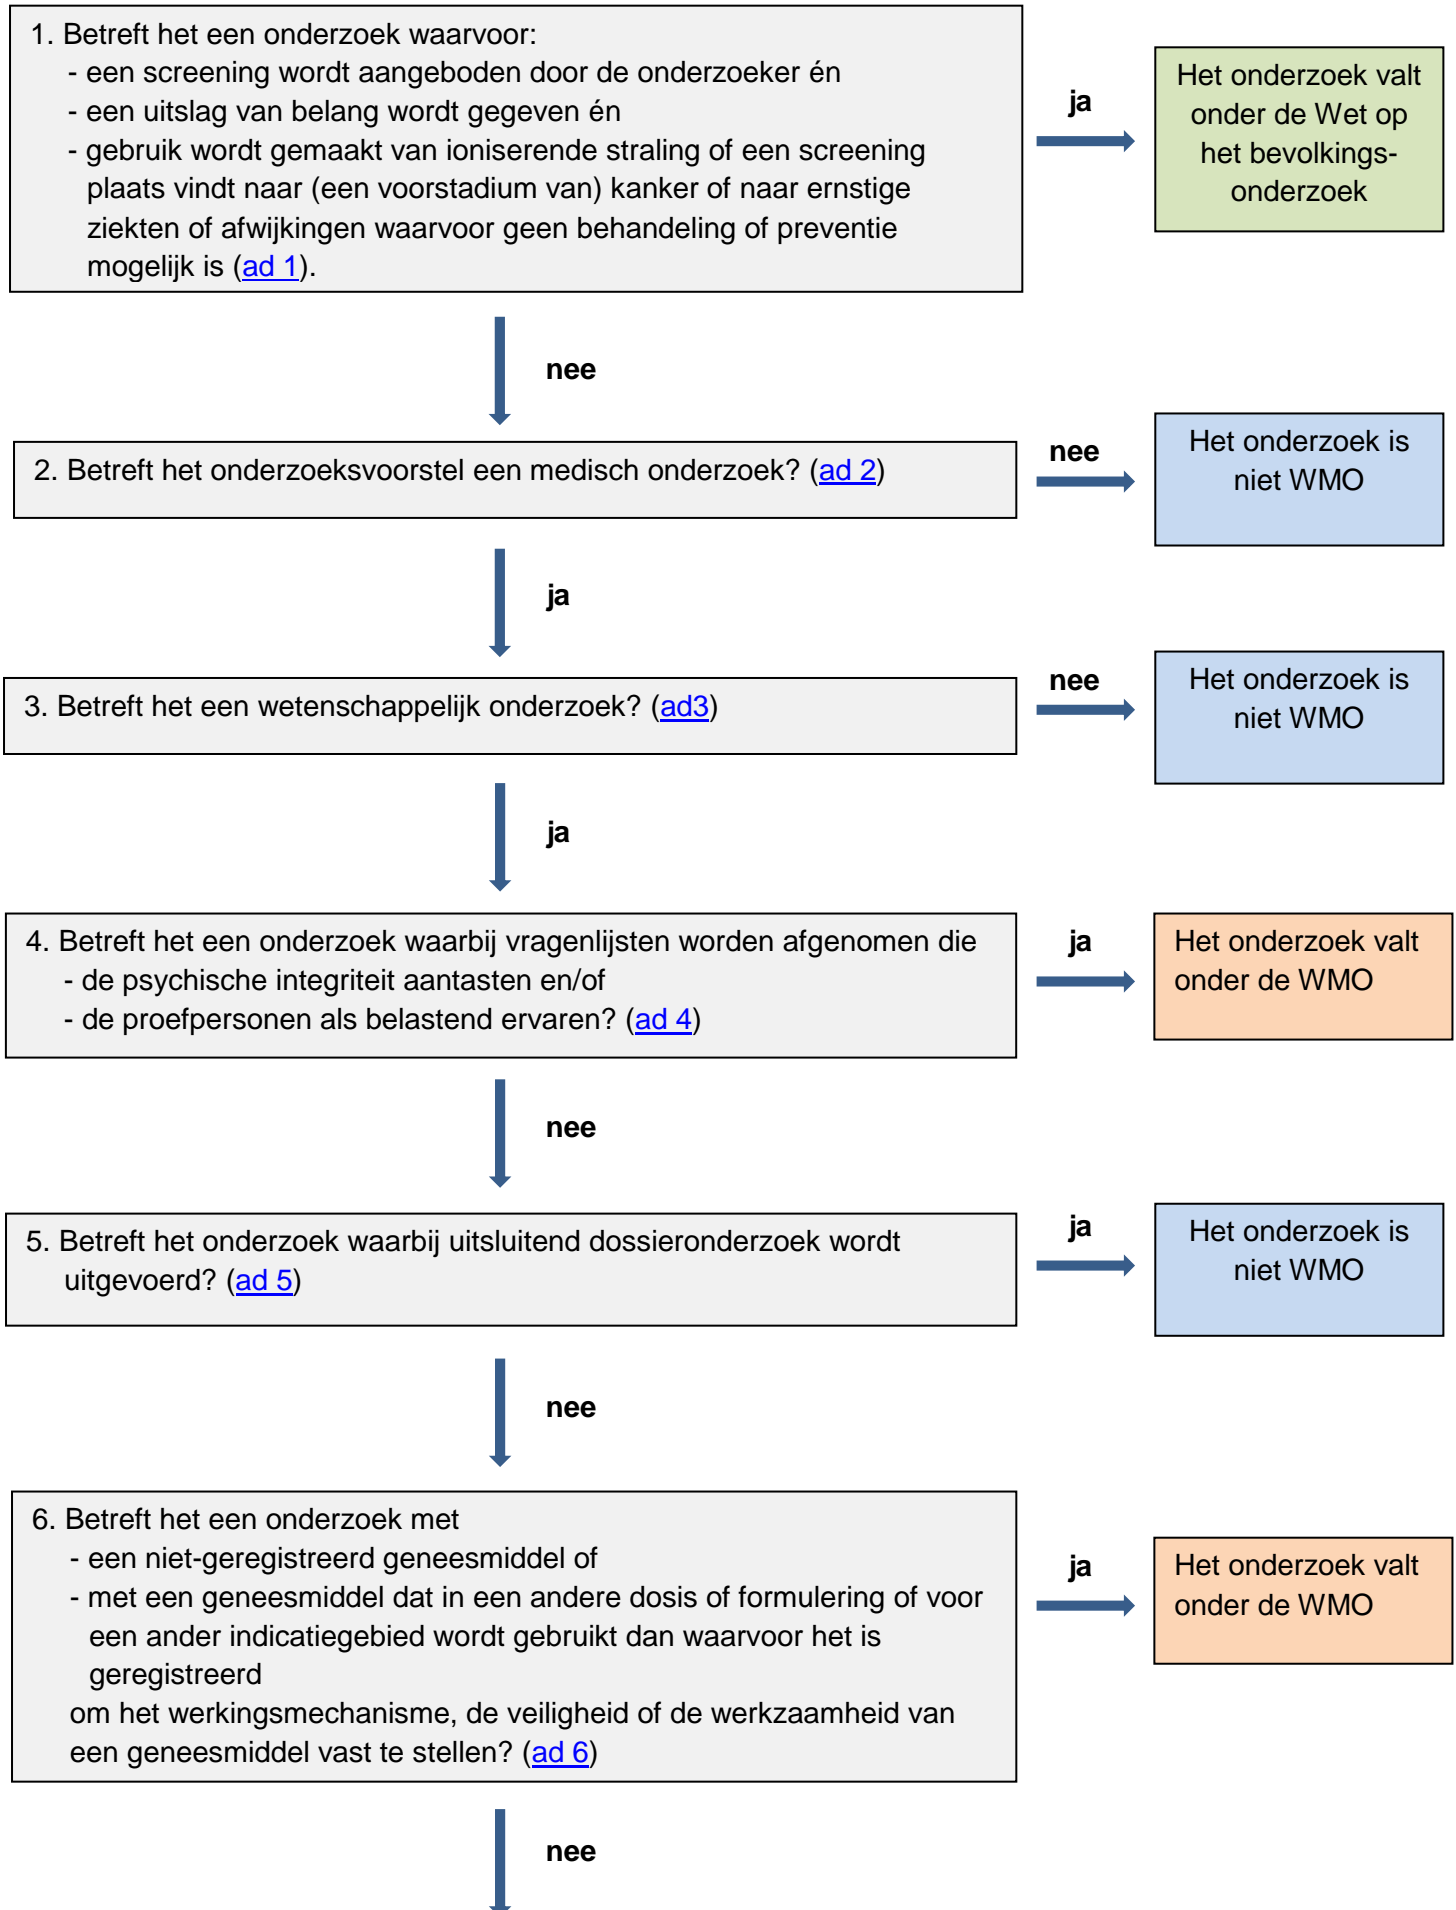 1. Betreft het een onderzoek waarvoor:
- een screening wordt aangeboden door de onderzoeker én
- een uitslag van belang wordt gegeven én
- gebruik wordt gemaakt van ioniserende straling of een screening
plaats vindt naar (een voorstadium van) kanker of naar ernstige
ziekten of afwijkingen waarvoor geen behandeling of preventie
mogelijk is (ad 1).
ja
Het onderzoek valt
onder de Wet op
het bevolkings-
onderzoek
nee
2. Betreft het onderzoeksvoorstel een medisch onderzoek? (ad 2)
nee
Het onderzoek is
niet WMO
ja
3. Betreft het een wetenschappelijk onderzoek? (ad3)
nee
Het onderzoek is
niet WMO
ja
4. Betreft het een onderzoek waarbij vragenlijsten worden afgenomen die
- de psychische integriteit aantasten en/of
- de proefpersonen als belastend ervaren? (ad 4)
ja
Het onderzoek valt
onder de WMO
nee
5. Betreft het onderzoek waarbij uitsluitend dossieronderzoek wordt
uitgevoerd? (ad 5)
ja
Het onderzoek is
niet WMO
nee
6. Betreft het een onderzoek met
- een niet-geregistreerd geneesmiddel of
- met een geneesmiddel dat in een andere dosis of formulering of voor
een ander indicatiegebied wordt gebruikt dan waarvoor het is
geregistreerd
om het werkingsmechanisme, de veiligheid of de werkzaamheid van
een geneesmiddel vast te stellen? (ad 6)
ja
Het onderzoek valt
onder de WMO
nee